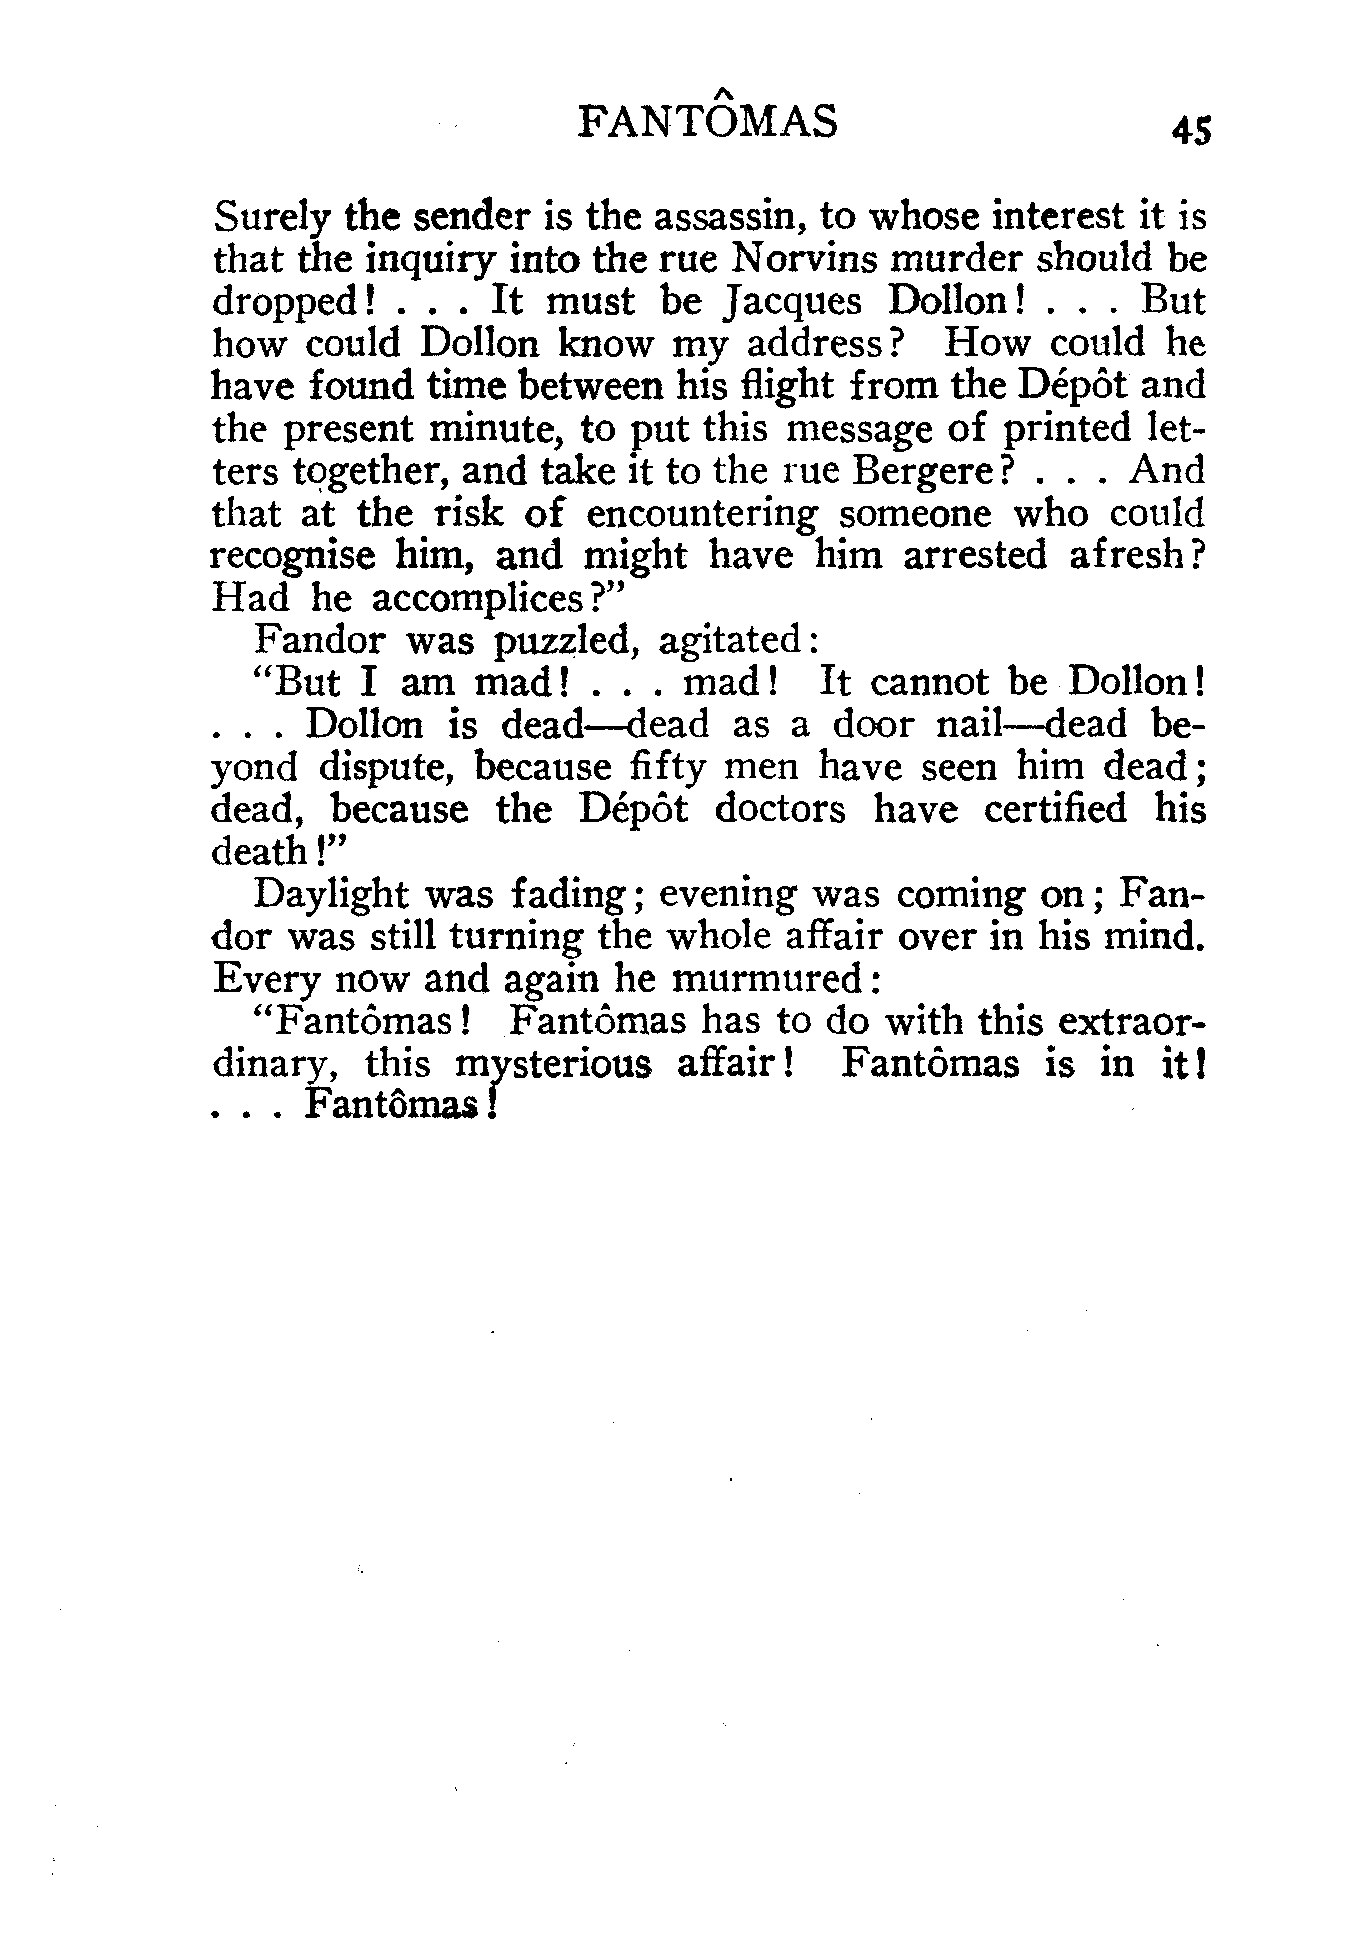 FANTÔMAS 45
Surely the sender is the assassin, to whose interest it is
that the inquiry into the rue Norvins murder should be
dropped! . . . It must be Jacques Dollon! . . . But
how could Dollon know my address? How could he
have found time between his flight from the Dépôt and
the present minute, to put this message of printed let-
ters together, and take it to the rue Bergere? . . . And
that at the risk of encountering someone who could
recognise him, and might have him arrested afresh?
Had he accomplices?"
Fandor was puzzled, agitated:
"But I am mad! . . . mad! It cannot be Dollon!
. . . Dollon is dead—dead as a door nail—dead be-
yond dispute, because fifty men have seen him dead;
dead, because the Dépôt doctors have certified his
death!"
Daylight was fading; evening was coming on; Fan-
dor was still turning the whole affair over in his mind.
Every now and again he murmured:
"Fantômas! Fantômas has to do with this extraor-
dinary, this mysterious affair! Fantômas is in it!
. . . Fantômas!